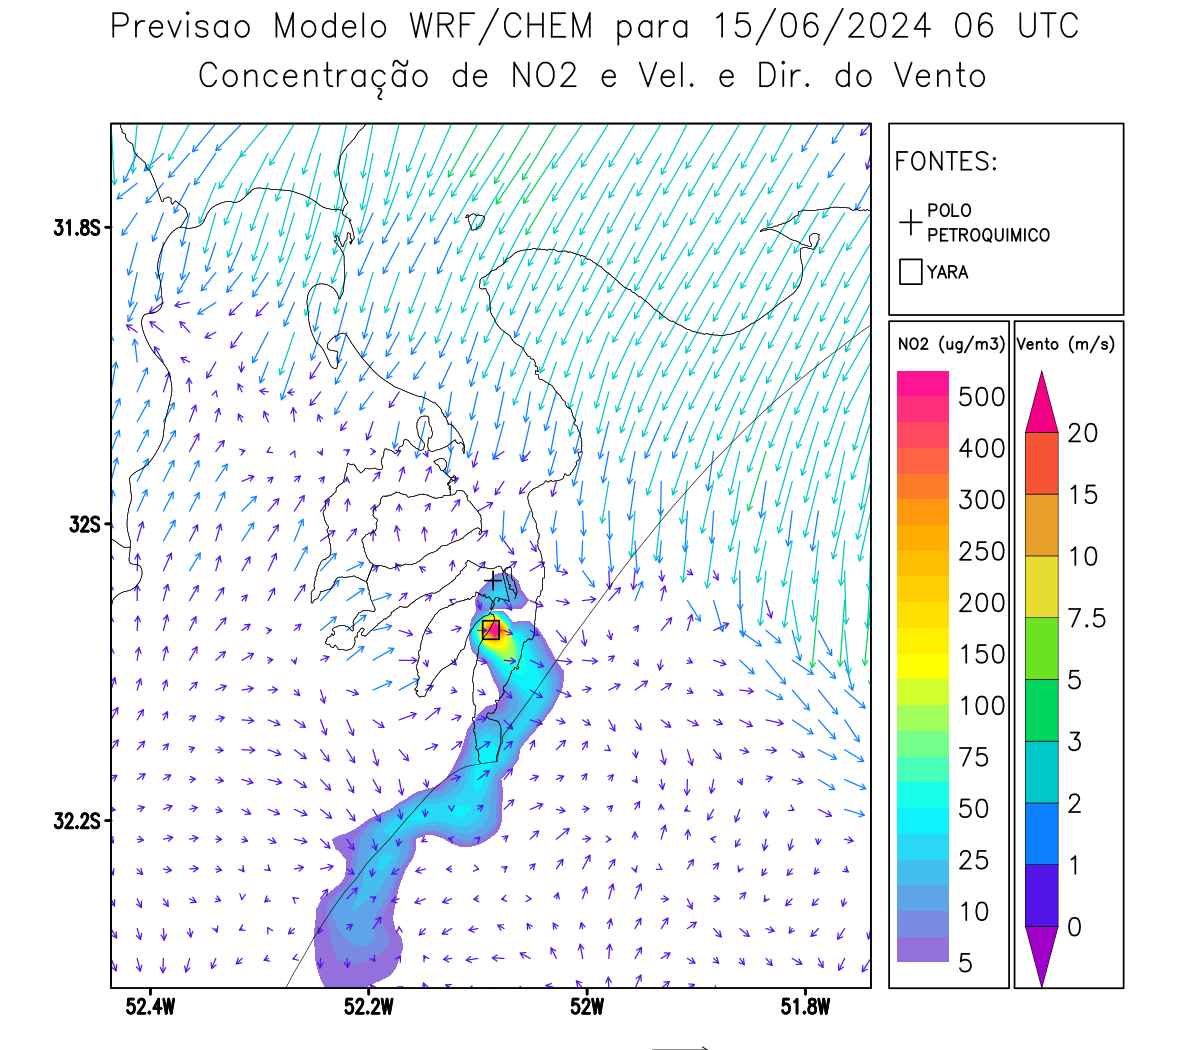 Previsao Modelo WRF/CHEM para 15/06/2024 06 UTC
Concentração de NO2 e Vel. e Dir. do Vento
FONTES:
POLO
PETROQUIMICO
YARA
31.8S
32S
32.2S
52.4W
52.2W
52W
51.8W
NO2 (ug/m3)
500
400
300
250
200
150
100
75
50
25
10
5
Vento (m/s)
20
15
10
7.5
5
3
2
1
0